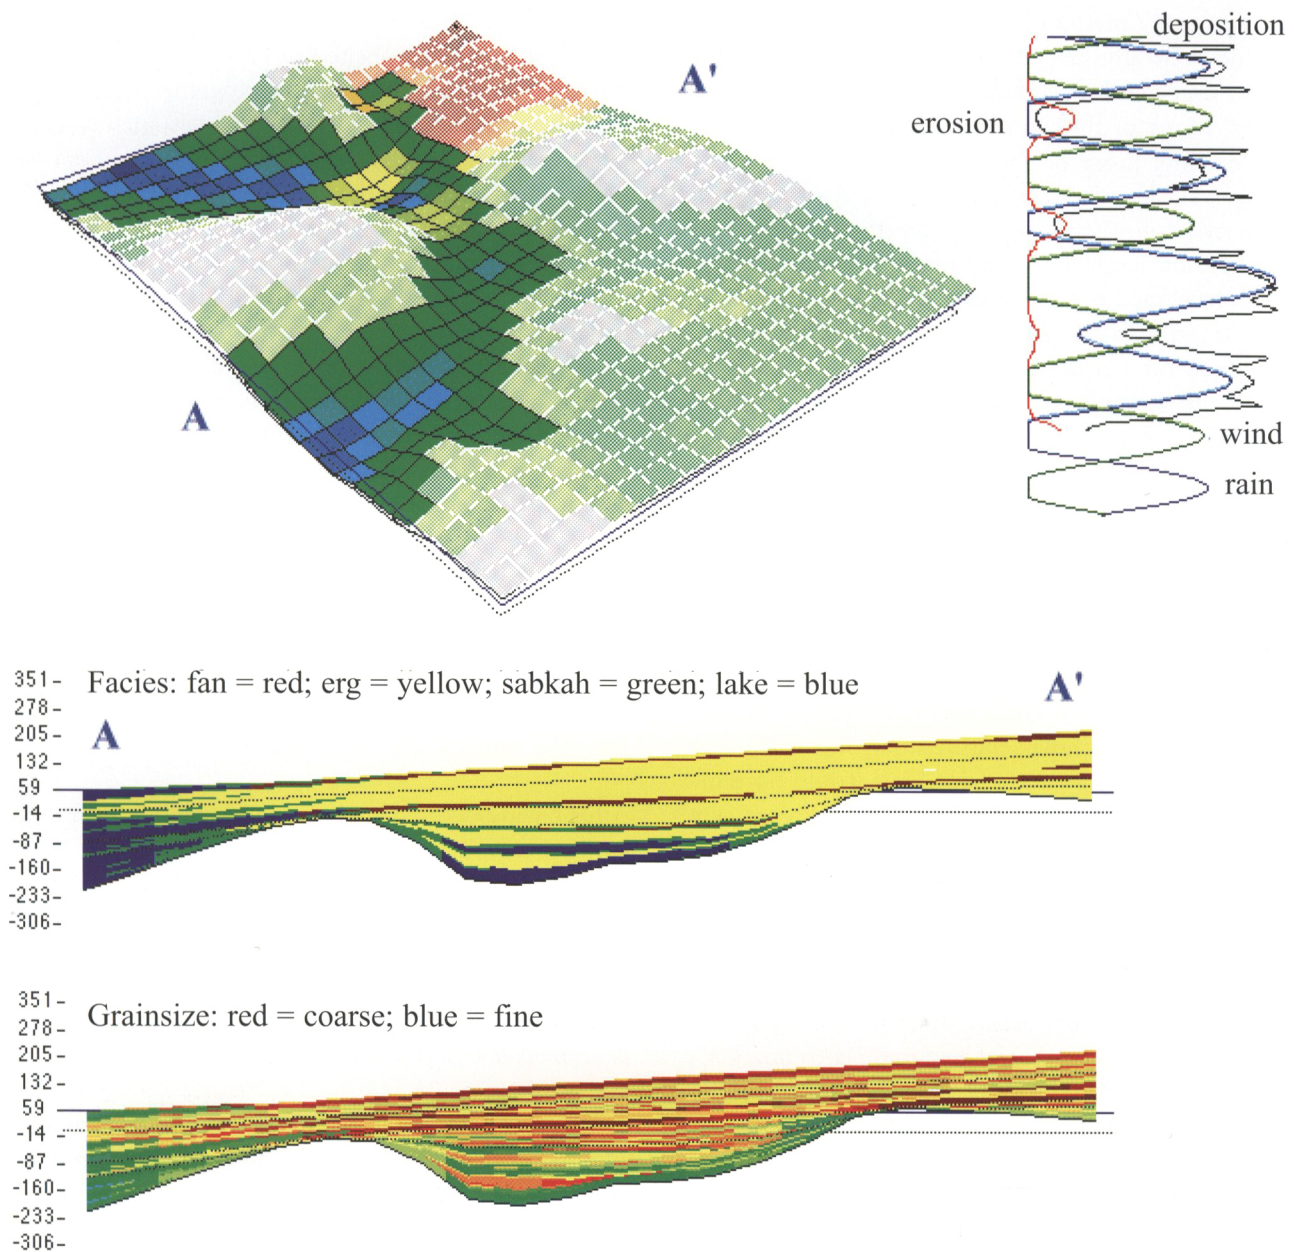 deposition
A'
erosion
A
wind
rain
351
Facies: fan = red; erg = yellow; sabkah = green; lake = blue
A'
278
A
205
132
59
-14
-87
-160
-233
-306
351
Grainsize: red = coarse; blue = fine
278
205
132
59
-14
-87
-160
-233
-306